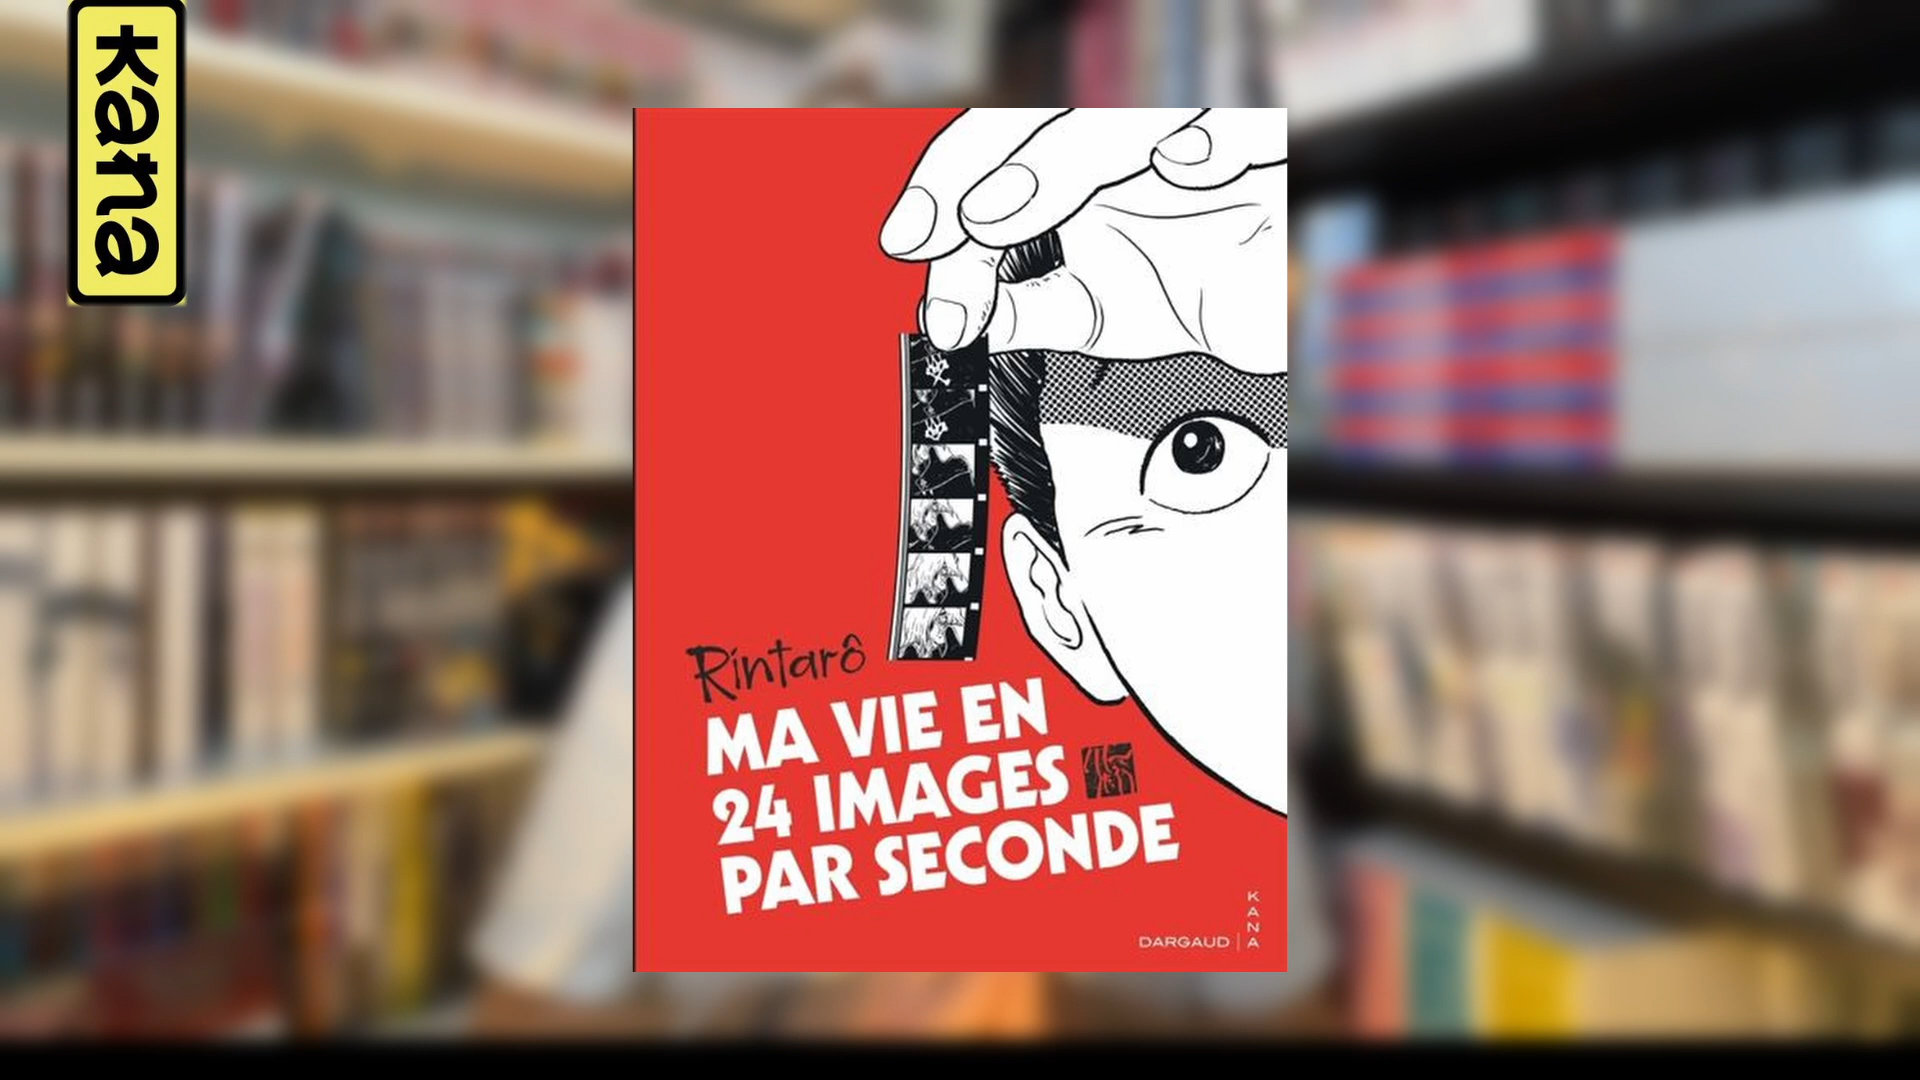 kana
Rintarô
MA VIE EN
24 IMAGES
PAR SECONDE
DARGAUD
KANA